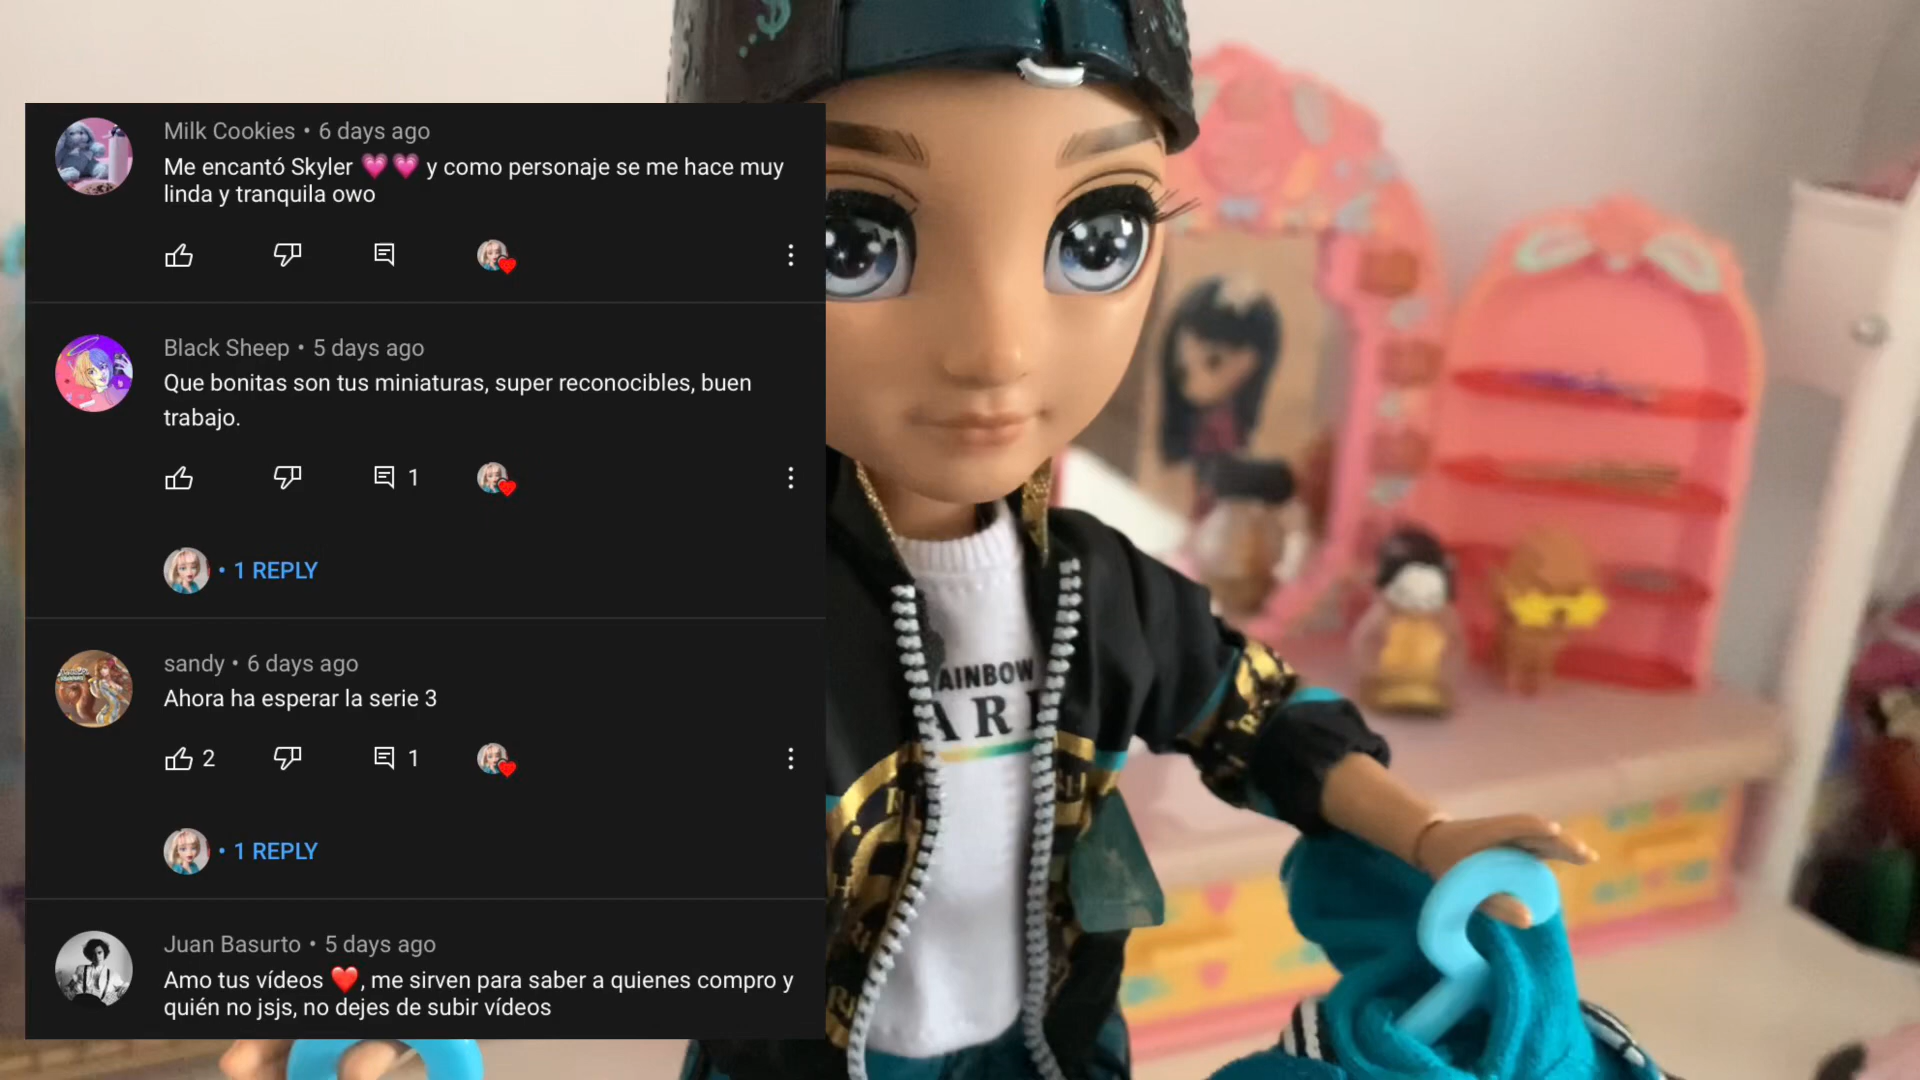 Milk Cookies • 6 days ago
Me encantó Skyler 💗💗 y como personaje se me hace muy
linda y tranquila owo
Black Sheep • 5 days ago
Que bonitas son tus miniaturas, super reconocibles, buen
trabajo.
1
• 1 REPLY
sandy • 6 days ago
Ahora ha esperar la serie 3
2
1
• 1 REPLY
Juan Basurto • 5 days ago
Amo tus vídeos ❤️, me sirven para saber a quienes compro y
quién no jsjs, no dejes de subir vídeos
AINBOW